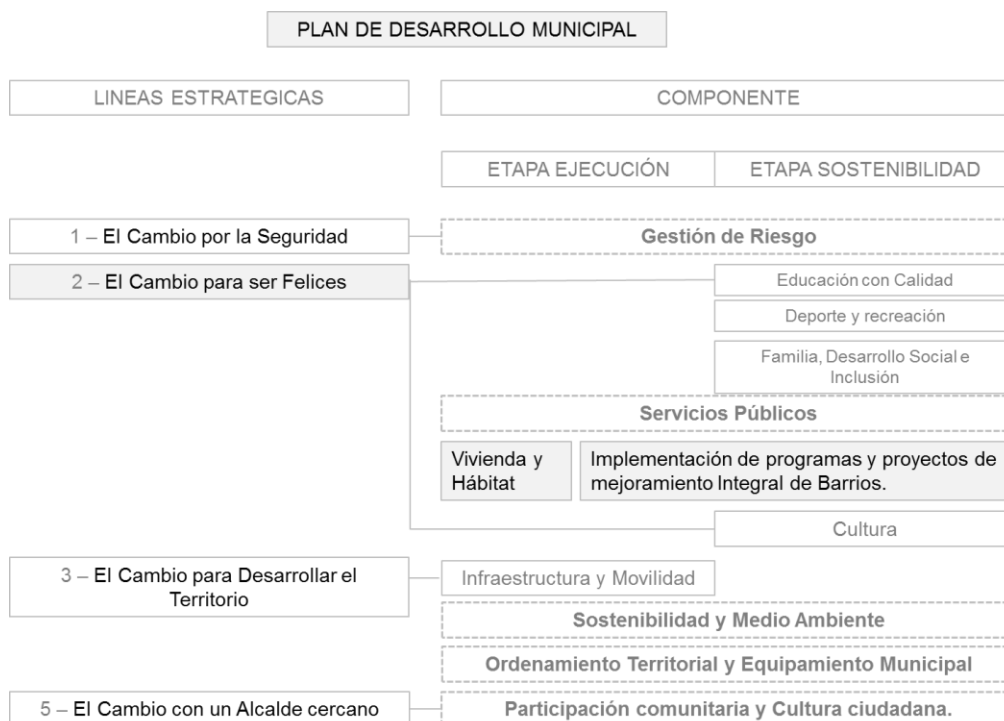 PLAN DE DESARROLLO MUNICIPAL
LINEAS ESTRATEGICAS
COMPONENTE
ETAPA EJECUCIÓN
ETAPA SOSTENIBILIDAD
1 – El Cambio por la Seguridad
Gestión de Riesgo
2 – El Cambio para ser Felices
Educación con Calidad
Deporte y recreación
Familia, Desarrollo Social e
Inclusión
Servicios Públicos
Vivienda y
Hábitat
Implementación de programas y proyectos de
mejoramiento Integral de Barrios.
Cultura
3 – El Cambio para Desarrollar el
Territorio
Infraestructura y Movilidad
Sostenibilidad y Medio Ambiente
Ordenamiento Territorial y Equipamiento Municipal
5 – El Cambio con un Alcalde cercano
Participación comunitaria y Cultura ciudadana.